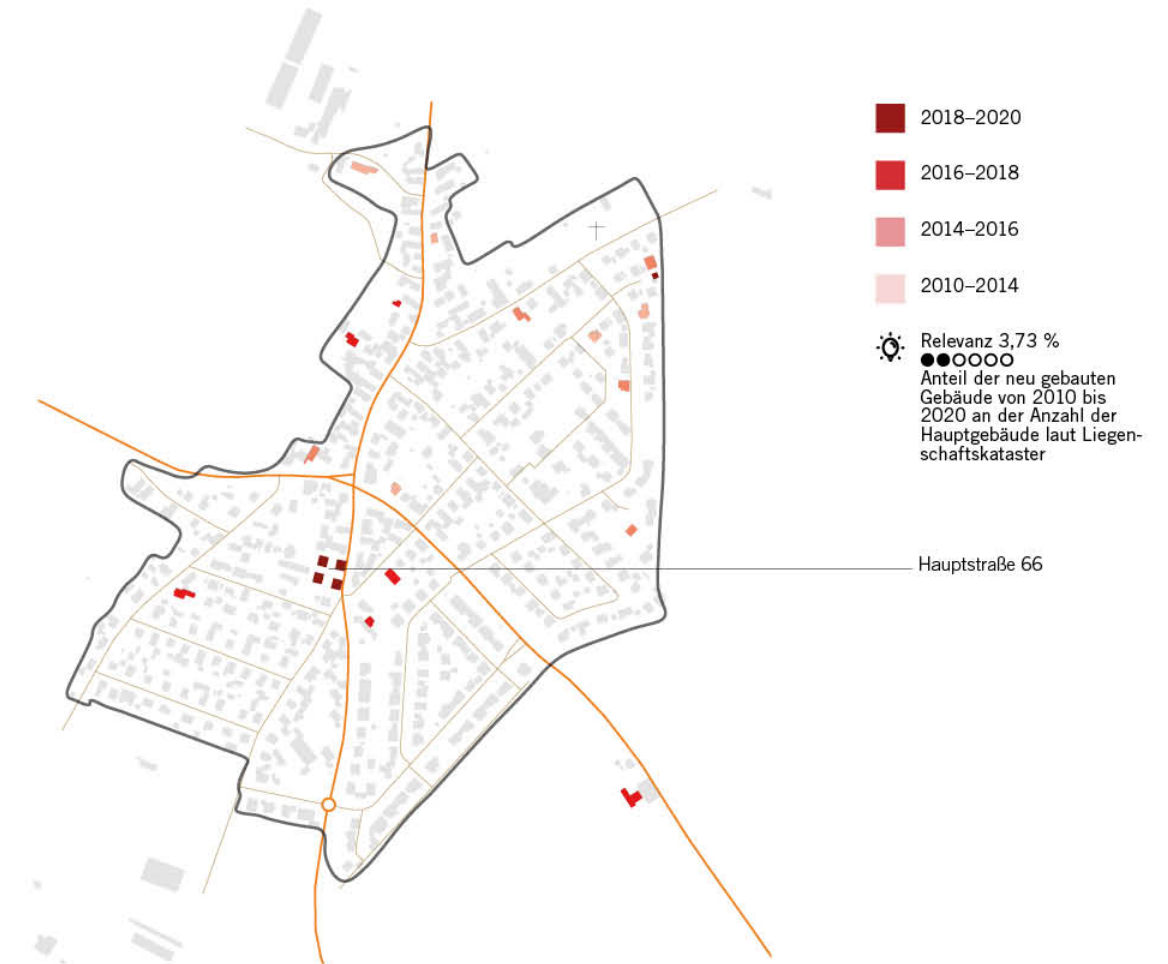 2018–2020
2016–2018
2014–2016
2010–2014
Relevanz 3,73 %
Anteil der neu gebauten
Gebäude von 2010 bis
2020 an der Anzahl der
Hauptgebäude laut Liegen-
schaftskataster
Hauptstraße 66